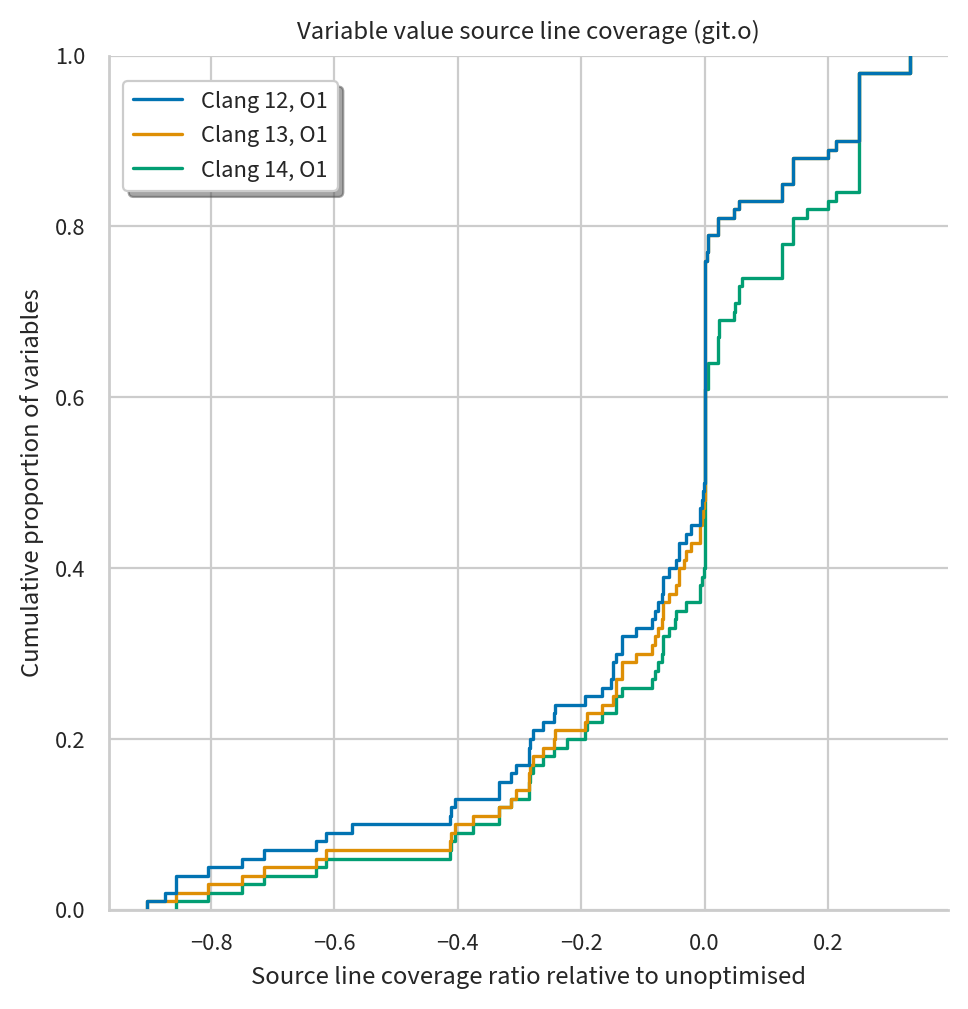 Variable value source line coverage (git.o)
1.0
Clang 12, O1
Clang 13, O1
Clang 14, O1
0.8
0.6
0.4
0.2
0.0
Cumulative proportion of variables
−0.8 −0.6 −0.4 −0.2 0.0 0.2
Source line coverage ratio relative to unoptimised